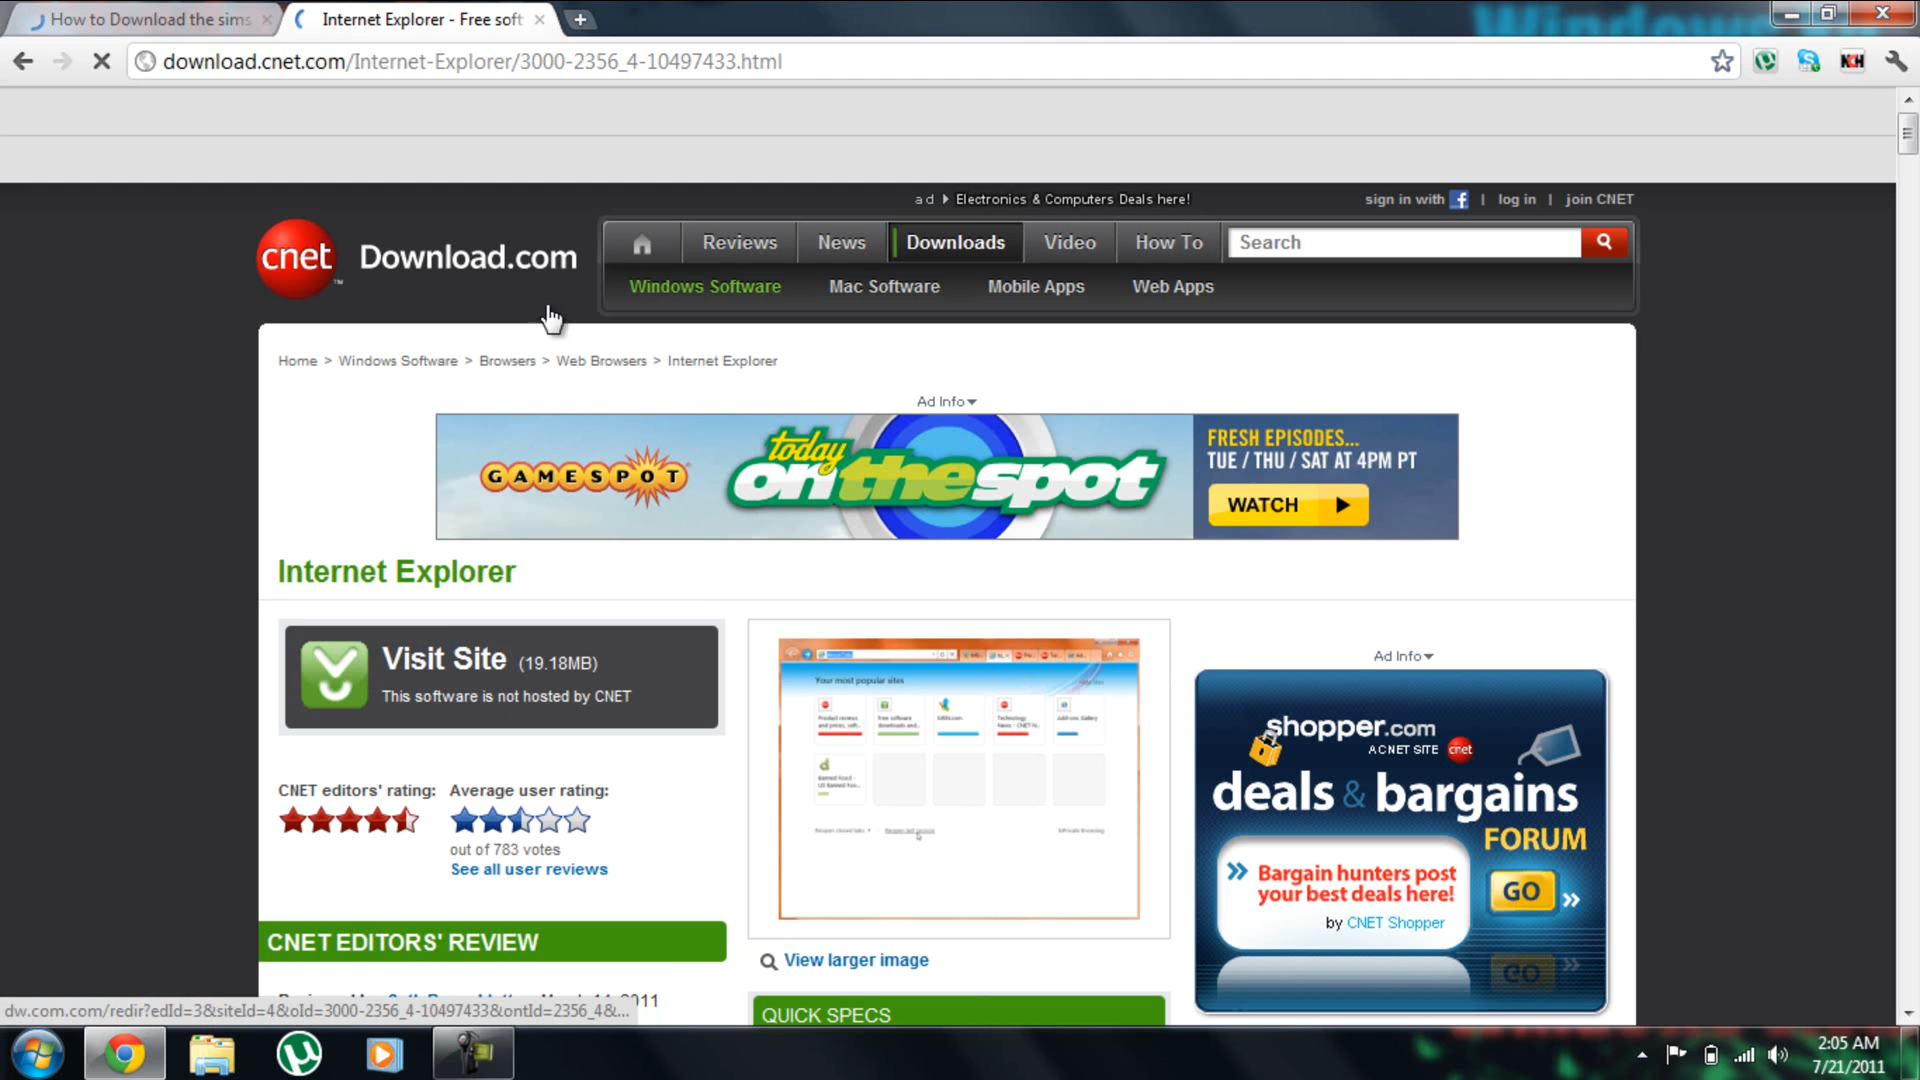 How to Download the sims
Internet Explorer - Free soft
download.cnet.com/Internet-Explorer/3000-2356_4-10497433.html
ad Electronics & Computers Deals here!
sign in with f | log in | join CNET
cnet Download.com
Reviews News Downloads Video How To Search
Windows Software Mac Software Mobile Apps Web Apps
Home > Windows Software > Browsers > Web Browsers > Internet Explorer
Ad Info
GAMESPOT
today
onthespot
FRESH EPISODES...
TUE / THU / SAT AT 4PM PT
WATCH
Internet Explorer
Visit Site (19.18MB)
This software is not hosted by CNET
CNET editors' rating:
Average user rating:
out of 783 votes
See all user reviews
CNET EDITORS' REVIEW
2011
Your most popular sites
View larger image
QUICK SPECS
Ad Info
shopper.com
A CNET SITE cnet
deals & bargains
FORUM
Bargain hunters post
your best deals here!
by CNET Shopper
GO
dw.com.com/redir?edId=3&siteId=4&oId=3000-2356_4-10497433&ontId=2356_4&...
2:05 AM
7/21/2011